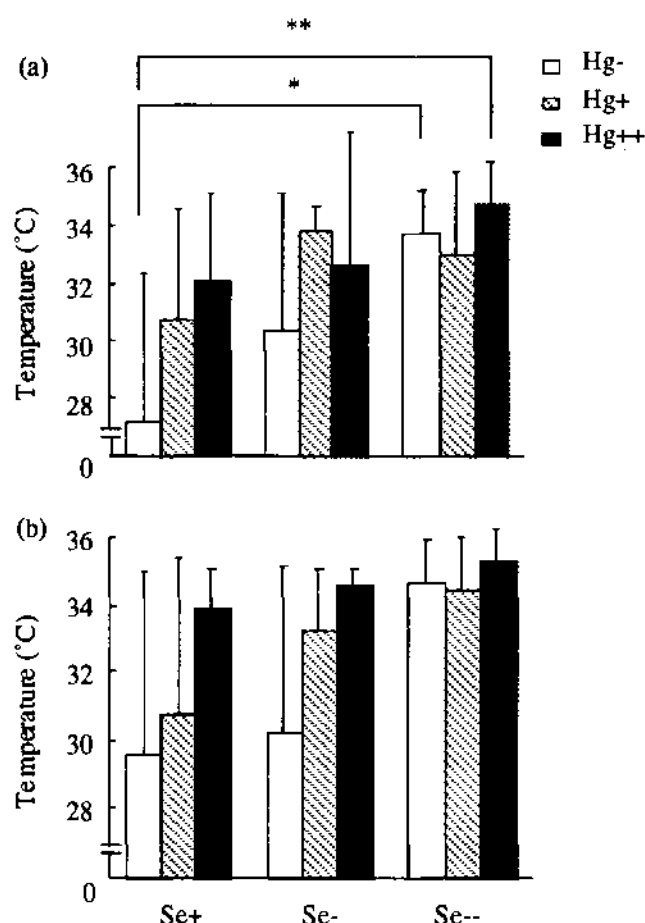 **
(a)
*
Hg-
Hg+
Hg++
36
34
32
30
28
0
Temperature (°C)
(b)
36
34
32
30
28
0
Temperature (°C)
Se+ Se- Se--